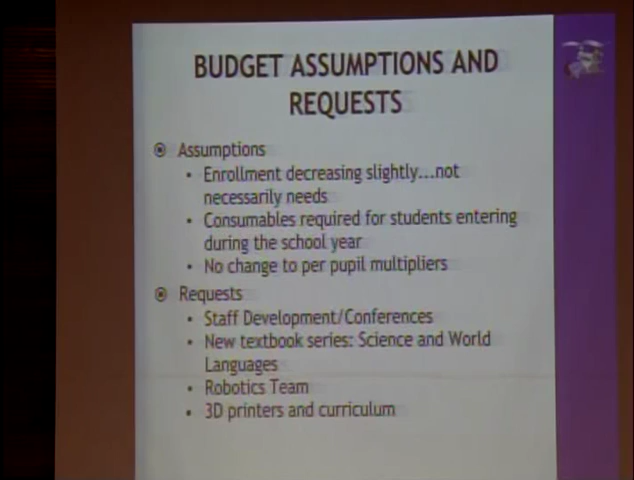 BUDGET ASSUMPTIONS AND
REQUESTS
Assumptions
• Enrollment decreasing slightly...not
necessarily needs
• Consumables required for students entering
during the school year
• No change to per pupil multipliers
Requests
• Staff Development/Conferences
• New textbook series: Science and World
Languages
• Robotics Team
• 3D printers and curriculum